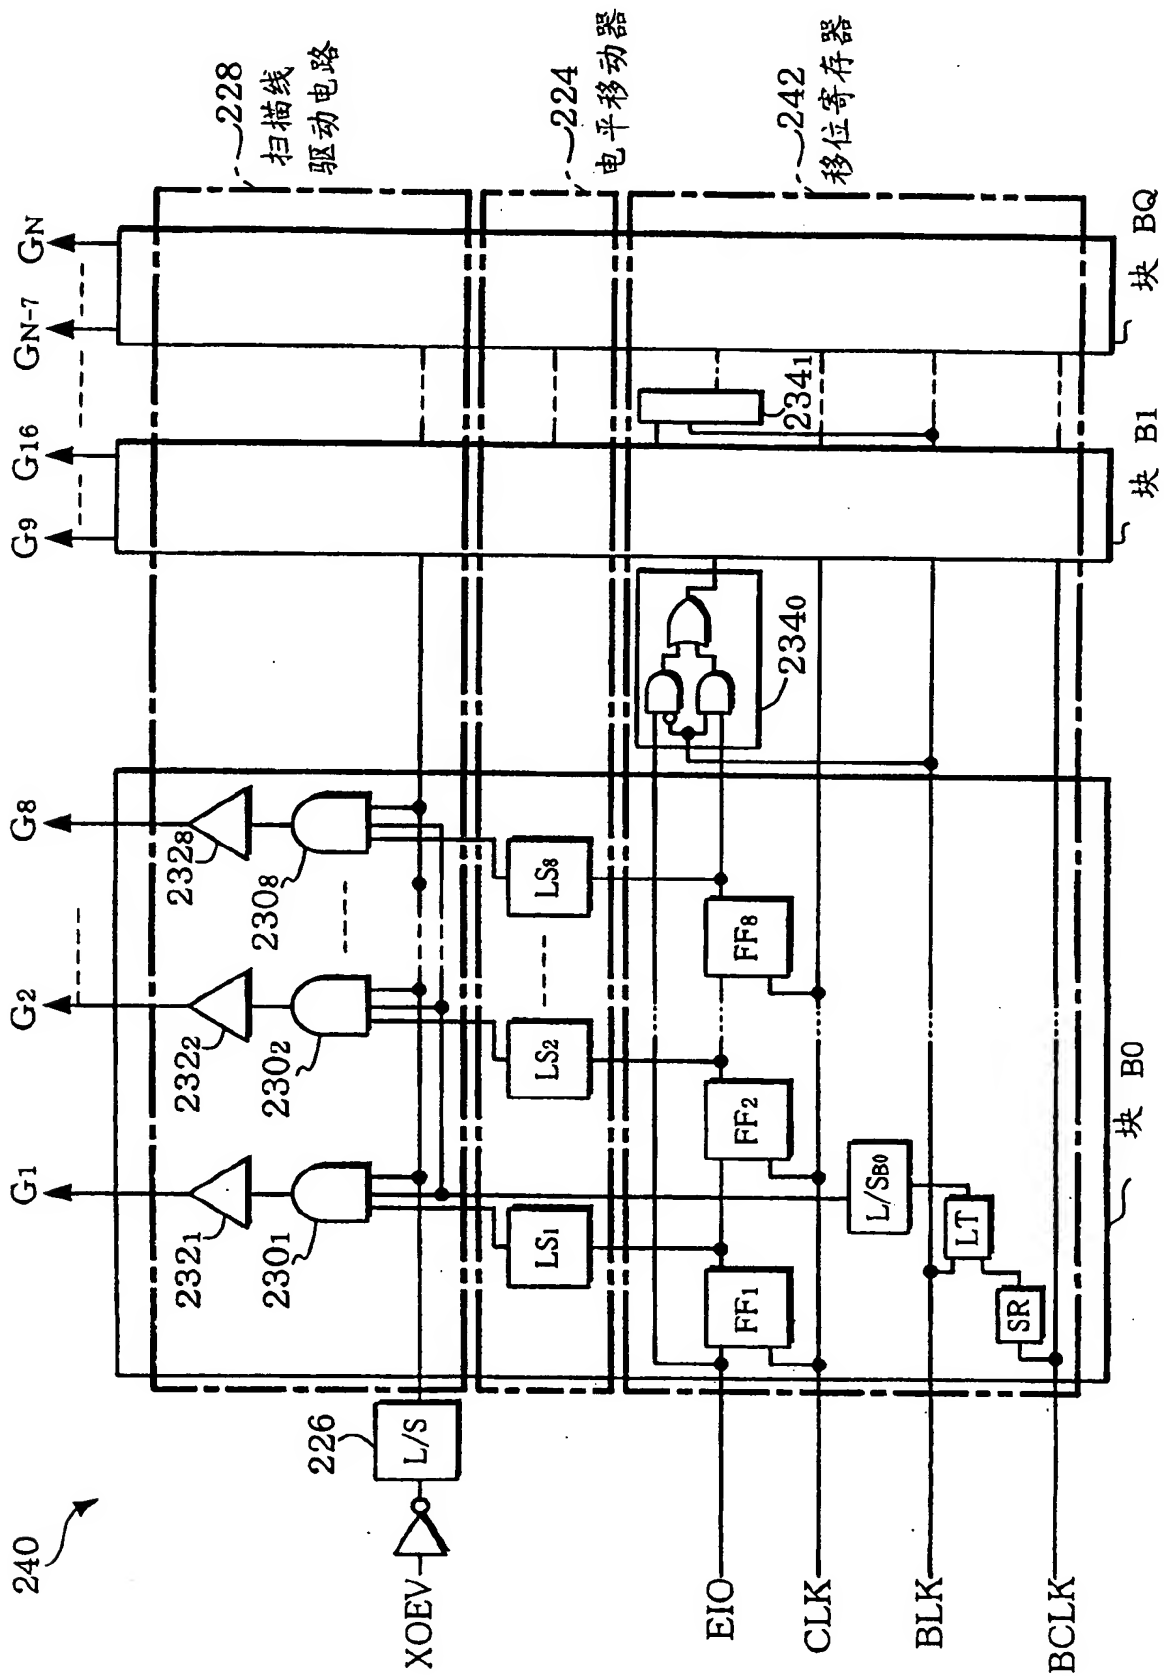 240
XOEV
226
L/S
EIO
CLK
BLK
BCLK
G1
G2
G8
G9
G16
GN-7
GN
2321
2322
2328
2301
2302
2308
LS1
LS2
LS8
FF1
FF2
FF8
L/SB0
LT
SR
2340
2341
块 B0
块 B1
块 BQ
228
扫描线
驱动电路
224
电平移动器
242
移位寄存器